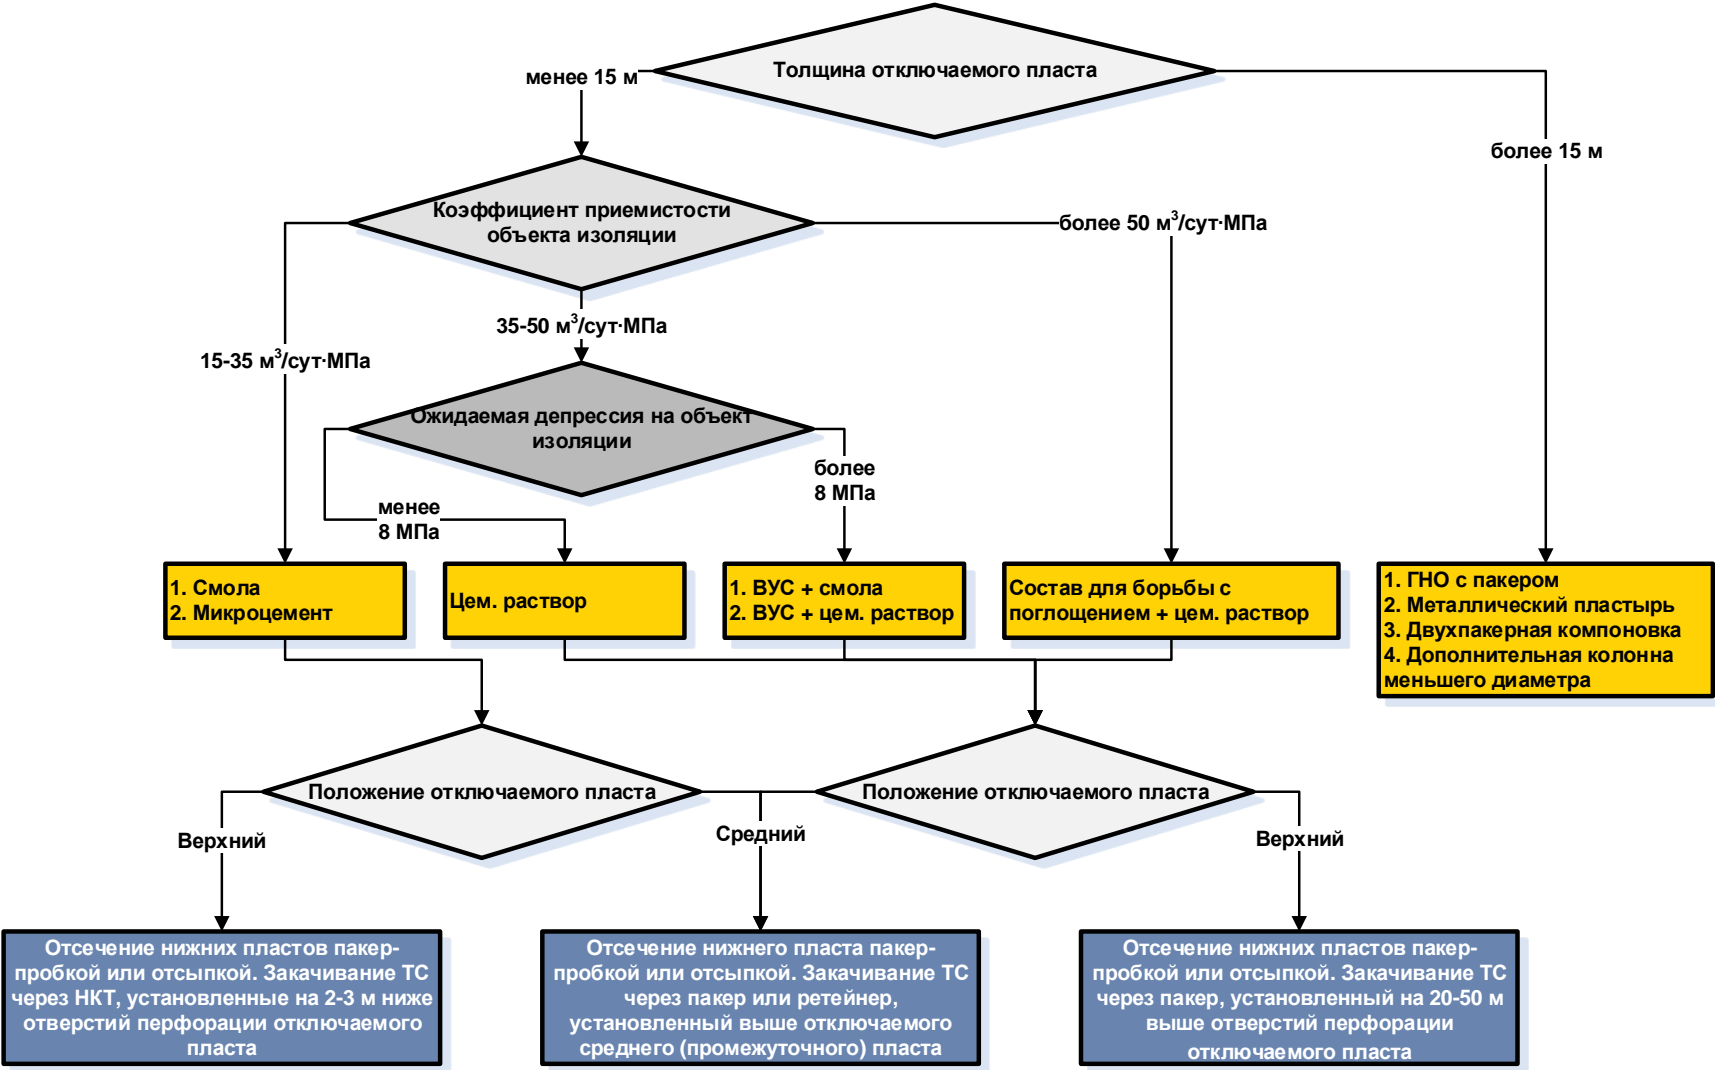 Толщина отключаемого пласта
менее 15 м
более 15 м
Коэффициент приемистости
объекта изоляции
более 50 м³/сут·МПа
35-50 м³/сут·МПа
15-35 м³/сут·МПа
Ожидаемая депрессия на объект
изоляции
более
8 МПа
менее
8 МПа
1. Смола
2. Микроцемент
Цем. раствор
1. ВУС + смола
2. ВУС + цем. раствор
Состав для борьбы с
поглощением + цем. раствор
1. ГНО с пакером
2. Металлический пластырь
3. Двухпакерная компоновка
4. Дополнительная колонна
меньшего диаметра
Положение отключаемого пласта
Положение отключаемого пласта
Верхний
Средний
Верхний
Отсечение нижних пластов пакер-
пробкой или отсыпкой. Закачивание ТС
через НКТ, установленные на 2-3 м ниже
отверстий перфорации отключаемого
пласта
Отсечение нижнего пласта пакер-
пробкой или отсыпкой. Закачивание ТС
через пакер или ретейнер,
установленный выше отключаемого
среднего (промежуточного) пласта
Отсечение нижних пластов пакер-
пробкой или отсыпкой. Закачивание ТС
через пакер, установленный на 20-50 м
выше отверстий перфорации
отключаемого пласта